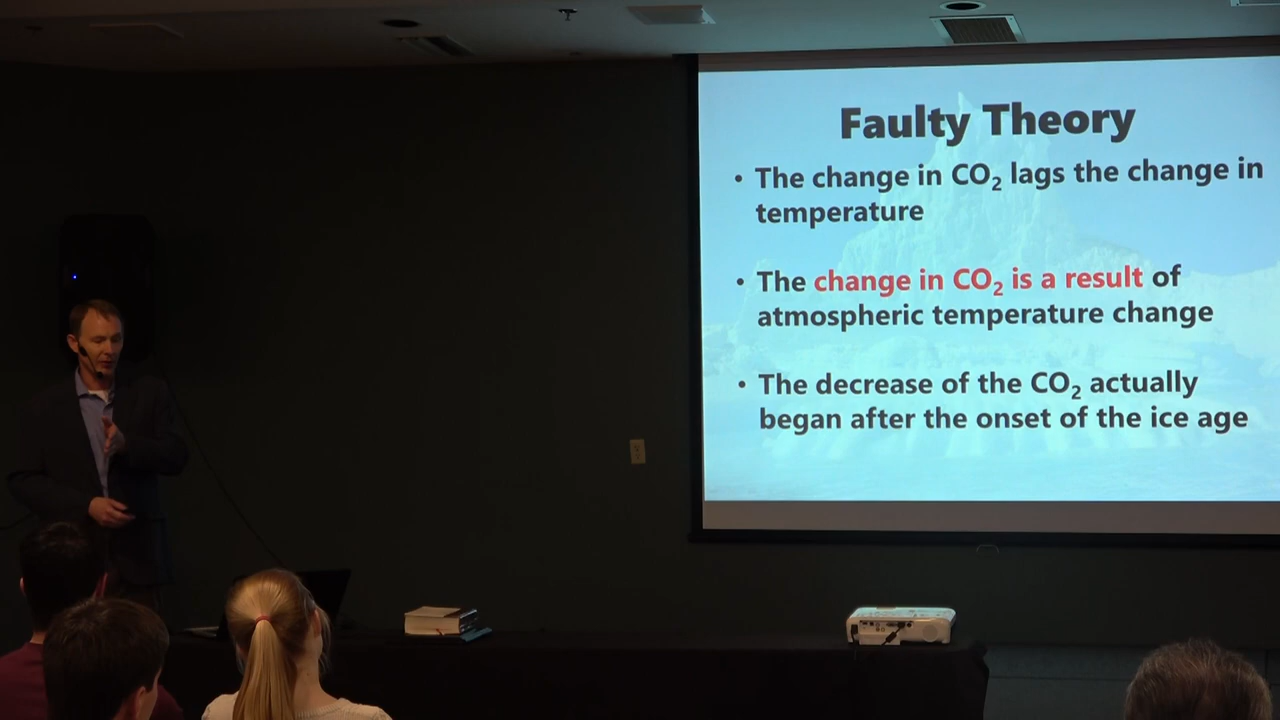 Faulty Theory
• The change in CO₂ lags the change in
temperature
• The change in CO₂ is a result of
atmospheric temperature change
• The decrease of the CO₂ actually
began after the onset of the ice age